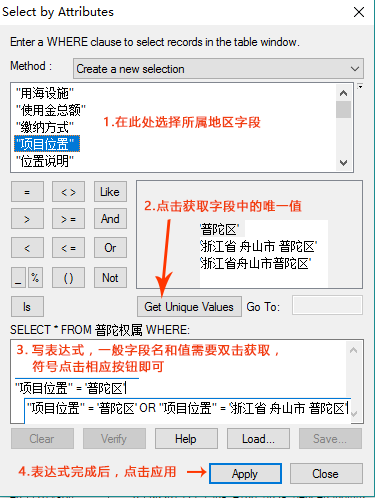 Select by Attributes
Enter a WHERE clause to select records in the table window.
Method : Create a new selection
"用海设施"
"使用金总额"
"缴纳方式"
"项目位置"
"位置说明"
1.在此处选择所属地区字段
= < > Like
> > = And
< < = Or
_ % ( ) Not
Is
2.点击获取字段中的唯一值
'普陀区'
'浙江省 舟山市 普陀区'
'浙江省舟山市普陀区'
Get Unique Values Go To:
SELECT * FROM 普陀权属 WHERE:
3. 写表达式，一般字段名和值需要双击获取，
符号点击相应按钮即可
"项目位置" = '普陀区'
"项目位置" = '普陀区' OR "项目位置" = '浙江省 舟山市 普陀区'
Clear Verify Help Load... Save...
4.表达式完成后，点击应用
Apply Close